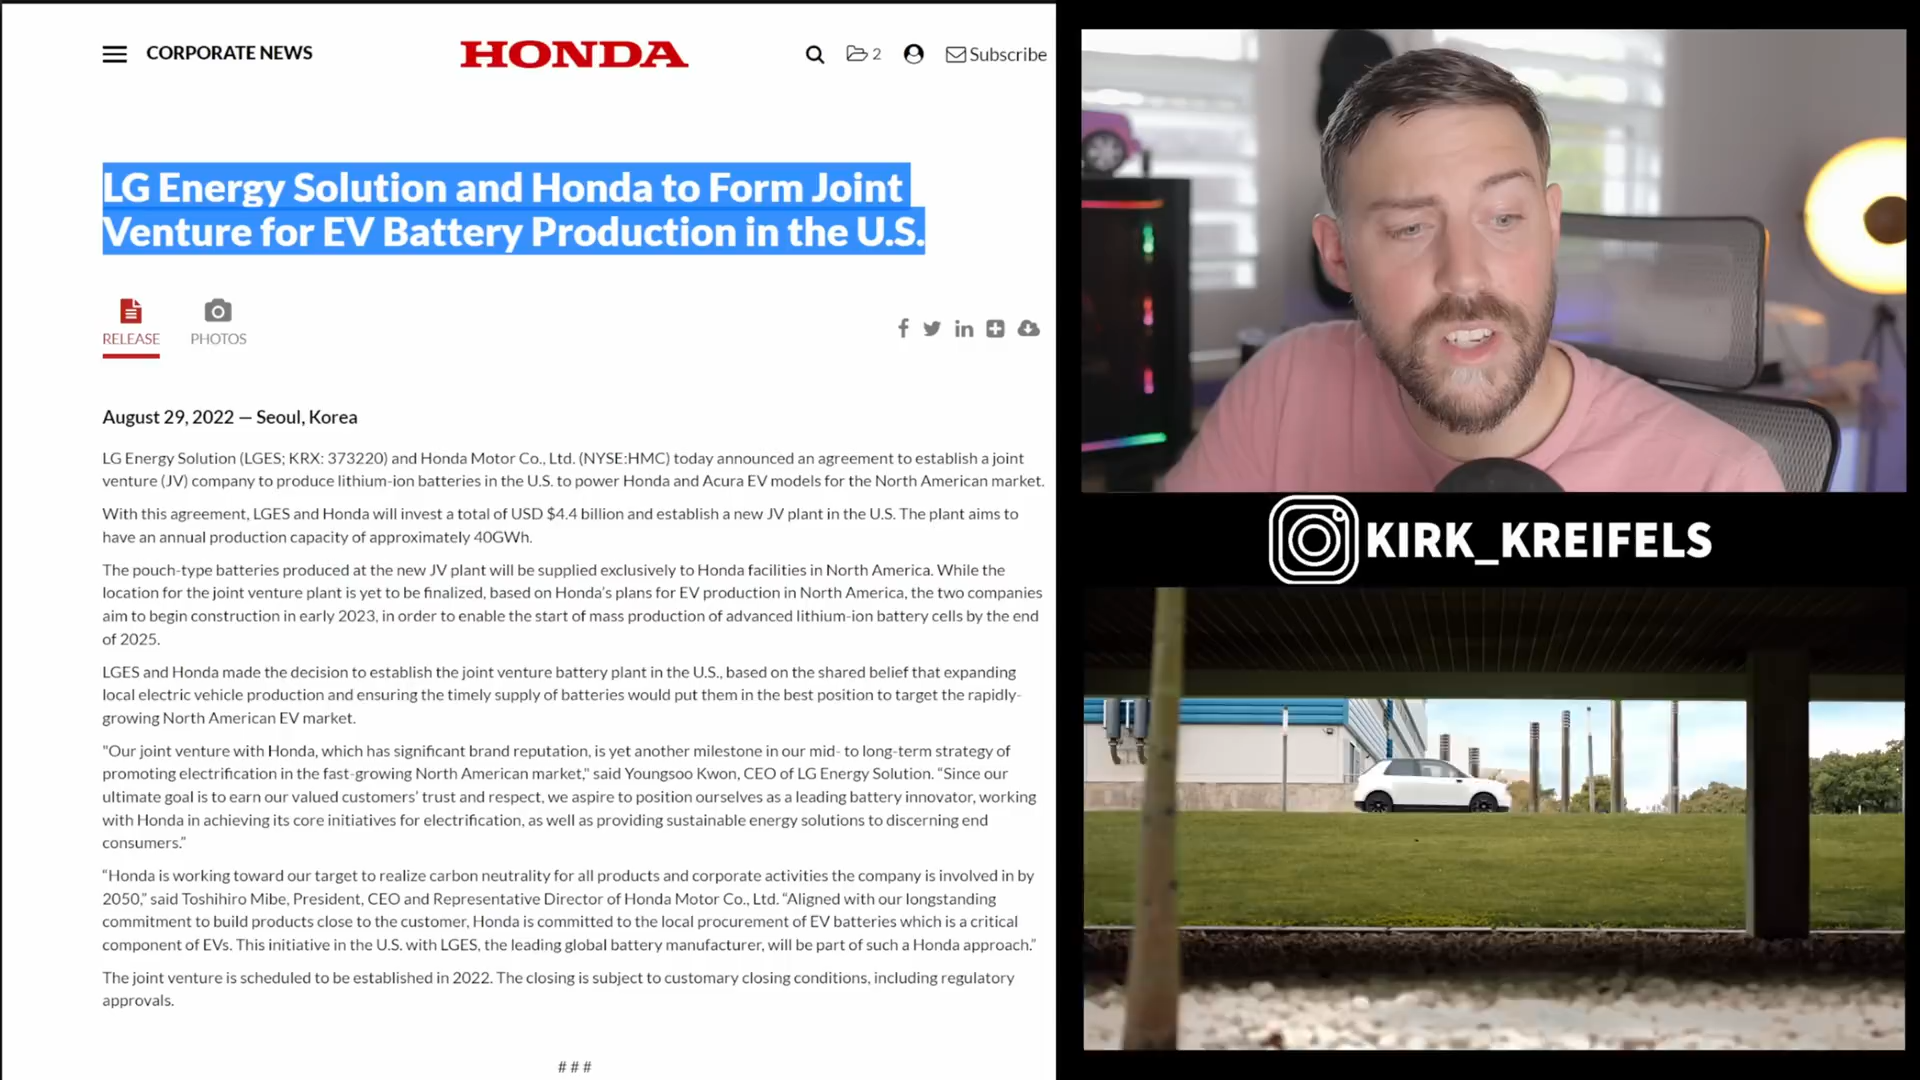 CORPORATE NEWS
HONDA
2
Subscribe
LG Energy Solution and Honda to Form Joint
Venture for EV Battery Production in the U.S.
RELEASE
PHOTOS
August 29, 2022 — Seoul, Korea
LG Energy Solution (LGES; KRX: 373220) and Honda Motor Co., Ltd. (NYSE:HMC) today announced an agreement to establish a joint
venture (JV) company to produce lithium-ion batteries in the U.S. to power Honda and Acura EV models for the North American market.
With this agreement, LGES and Honda will invest a total of USD $4.4 billion and establish a new JV plant in the U.S. The plant aims to
have an annual production capacity of approximately 40GWh.
The pouch-type batteries produced at the new JV plant will be supplied exclusively to Honda facilities in North America. While the
location for the joint venture plant is yet to be finalized, based on Honda's plans for EV production in North America, the two companies
aim to begin construction in early 2023, in order to enable the start of mass production of advanced lithium-ion battery cells by the end
of 2025.
LGES and Honda made the decision to establish the joint venture battery plant in the U.S., based on the shared belief that expanding
local electric vehicle production and ensuring the timely supply of batteries would put them in the best position to target the rapidly-
growing North American EV market.
"Our joint venture with Honda, which has significant brand reputation, is yet another milestone in our mid- to long-term strategy of
promoting electrification in the fast-growing North American market," said Youngsoo Kwon, CEO of LG Energy Solution. “Since our
ultimate goal is to earn our valued customers’ trust and respect, we aspire to position ourselves as a leading battery innovator, working
with Honda in achieving its core initiatives for electrification, as well as providing sustainable energy solutions to discerning end
consumers.”
“Honda is working toward our target to realize carbon neutrality for all products and corporate activities the company is involved in by
2050,” said Toshihiro Mibe, President, CEO and Representative Director of Honda Motor Co., Ltd. “Aligned with our longstanding
commitment to build products close to the customer, Honda is committed to the local procurement of EV batteries which is a critical
component of EVs. This initiative in the U.S. with LGES, the leading global battery manufacturer, will be part of such a Honda approach.”
The joint venture is scheduled to be established in 2022. The closing is subject to customary closing conditions, including regulatory
approvals.
# # #
KIRK_KREIFELS